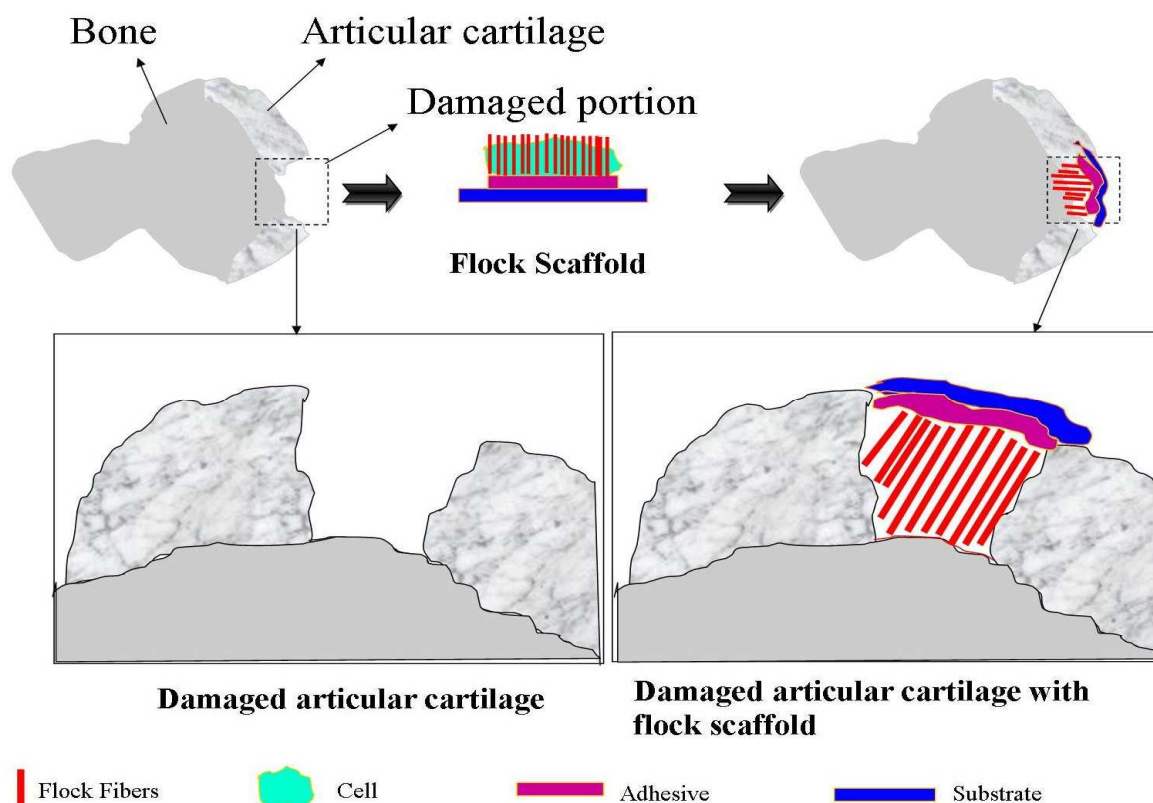 Bone
Articular cartilage
Damaged portion
Flock Scaffold
Damaged articular cartilage
Damaged articular cartilage with
flock scaffold
Flock Fibers
Cell
Adhesive
Substrate